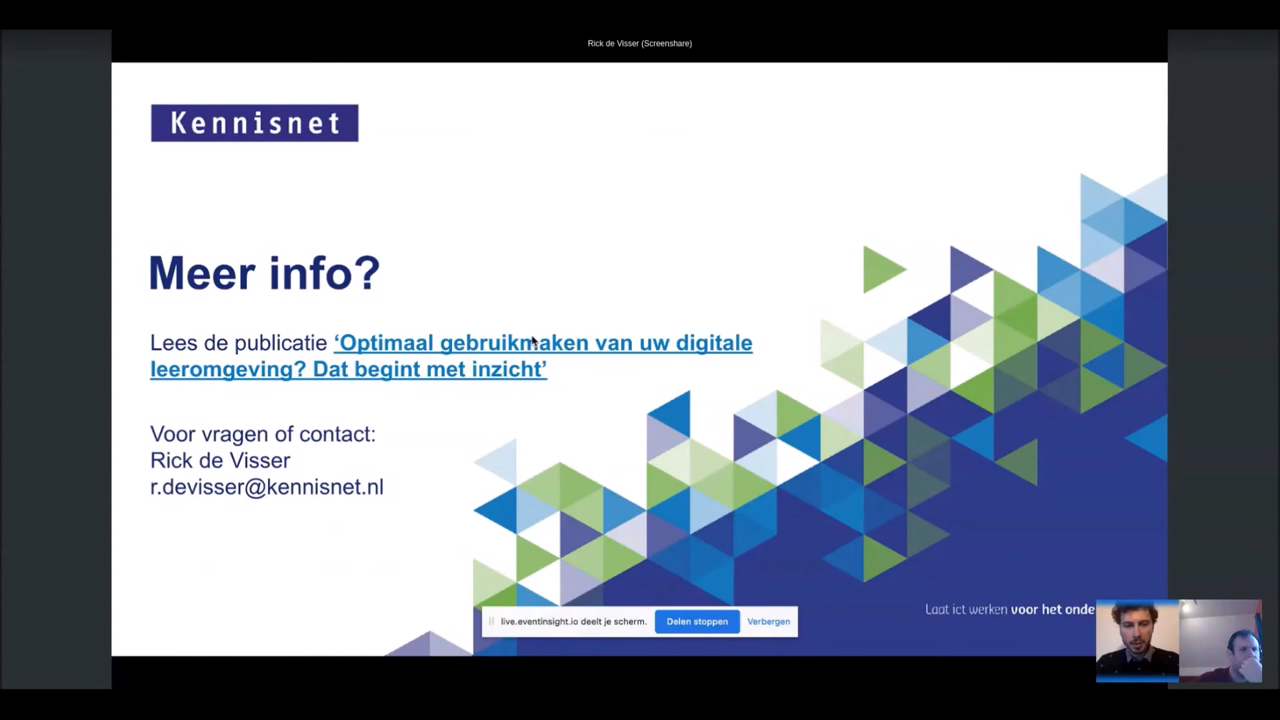 Rick de Visser (Screenshare)
Kennisnet
Meer info?
Lees de publicatie ‘Optimaal gebruikmaken van uw digitale
leeromgeving? Dat begint met inzicht’
Voor vragen of contact:
Rick de Visser
r.devisser@kennisnet.nl
Laat ict werken voor het onde
live.eventinsight.io deelt je scherm. Delen stoppen Verbergen